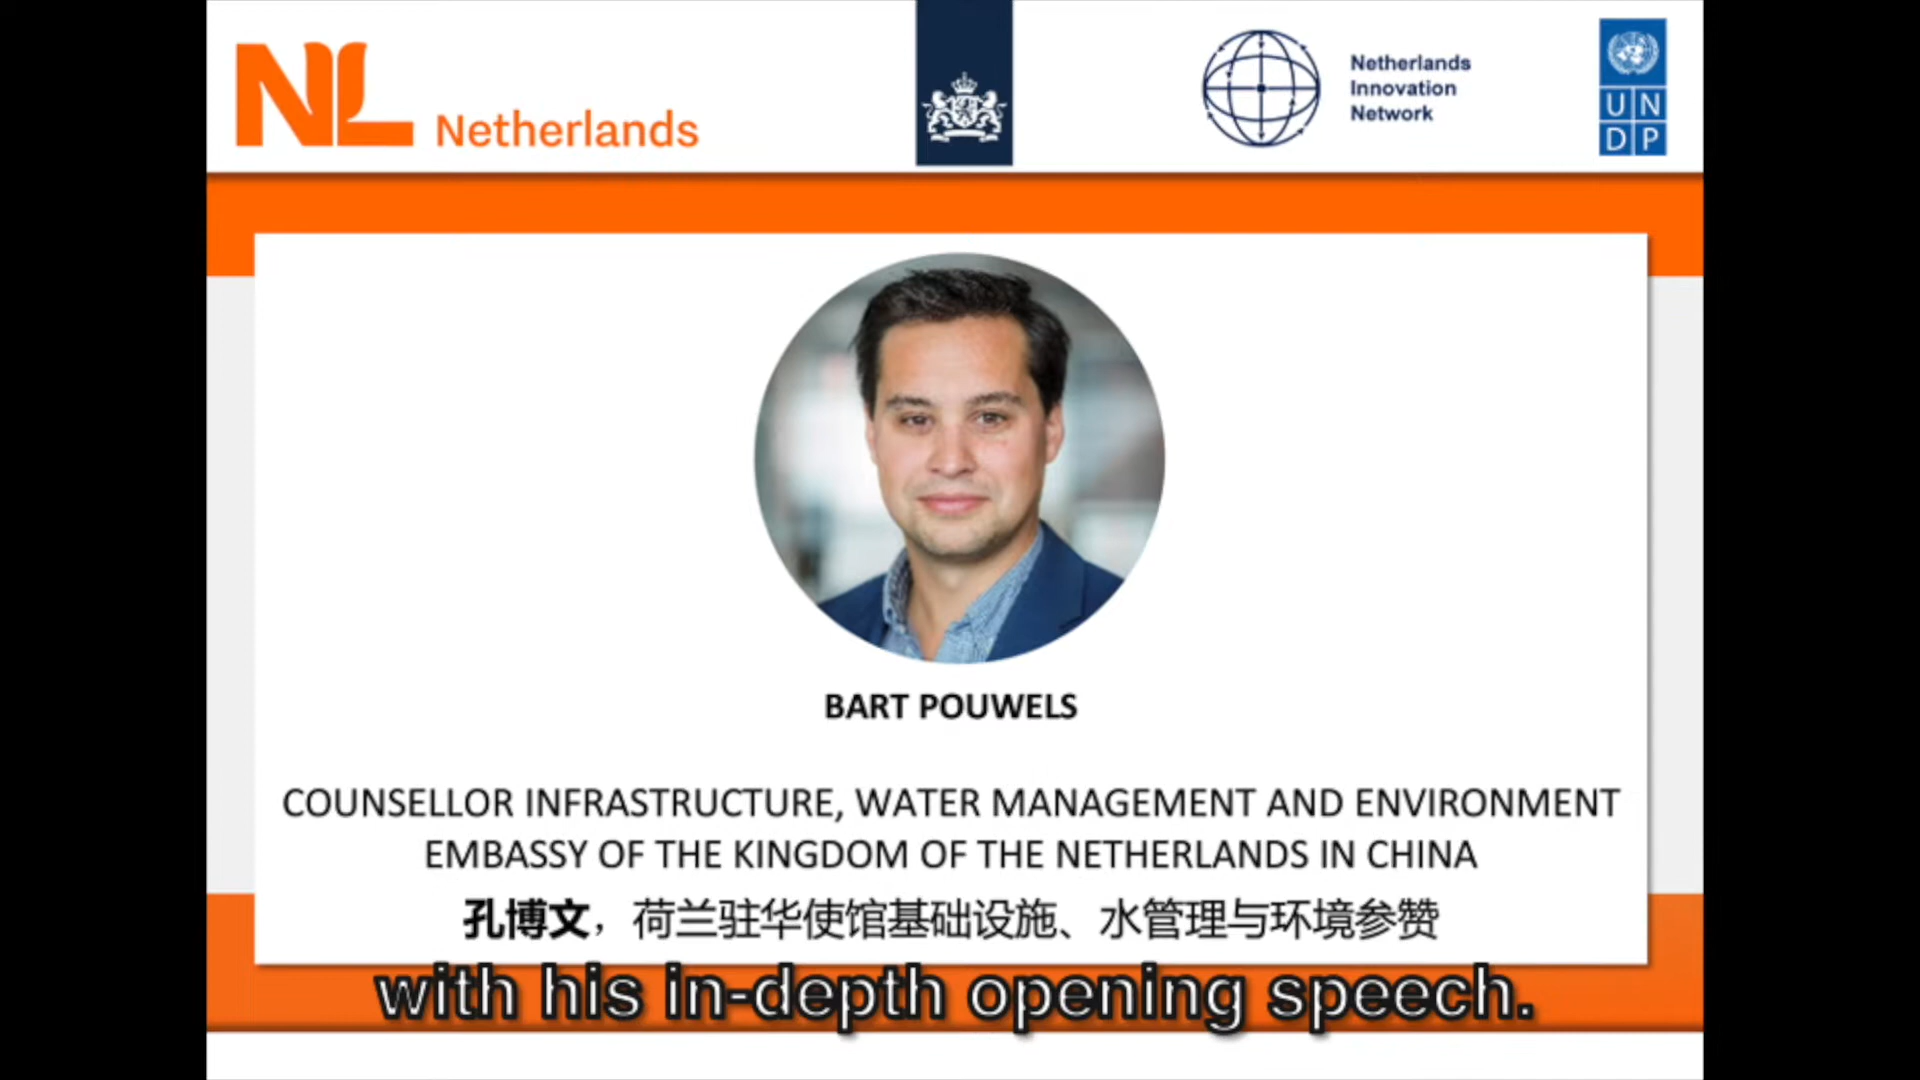 NL Netherlands
Netherlands
Innovation
Network
UN
DP
BART POUWELS
COUNSELLOR INFRASTRUCTURE, WATER MANAGEMENT AND ENVIRONMENT
EMBASSY OF THE KINGDOM OF THE NETHERLANDS IN CHINA
孔博文，荷兰驻华使馆基础设施、水管理与环境参赞
with his in-depth opening speech.